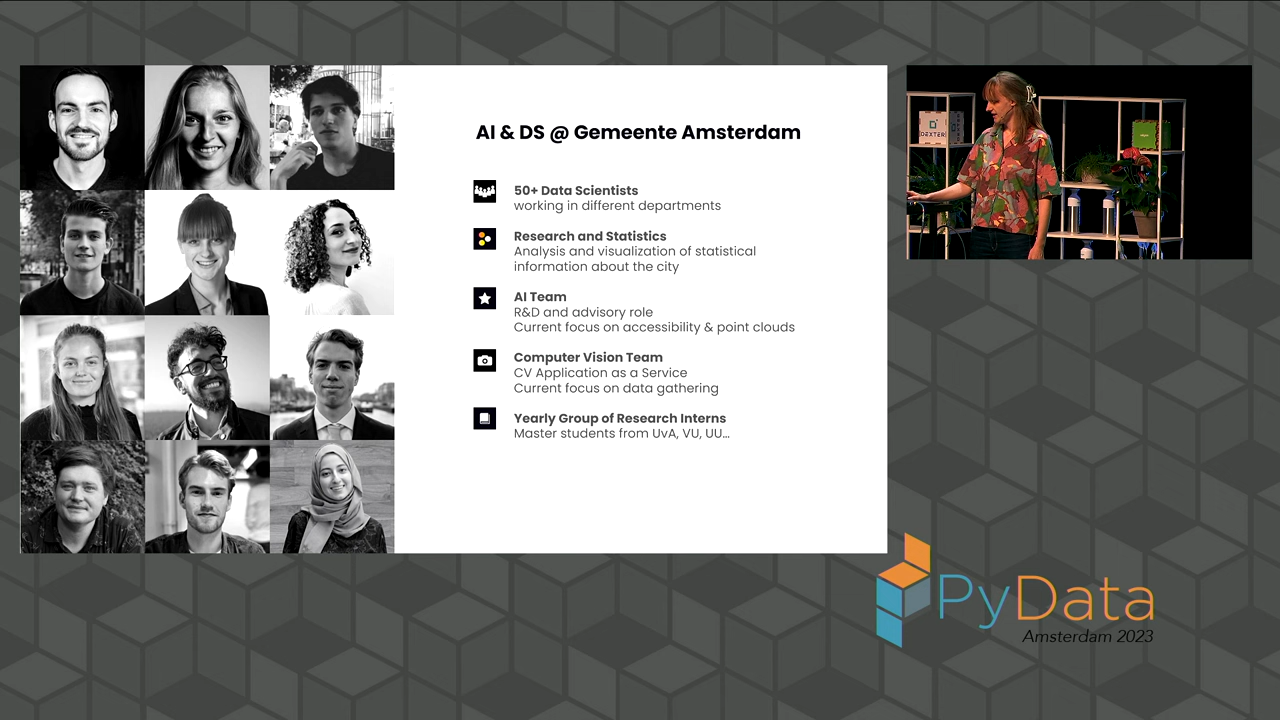 AI & DS @ Gemeente Amsterdam
50+ Data Scientists
working in different departments
Research and Statistics
Analysis and visualization of statistical
information about the city
AI Team
R&D and advisory role
Current focus on accessibility & point clouds
Computer Vision Team
CV Application as a Service
Current focus on data gathering
Yearly Group of Research Interns
Master students from UvA, VU, UU...
DEXTER
PyData
Amsterdam 2023